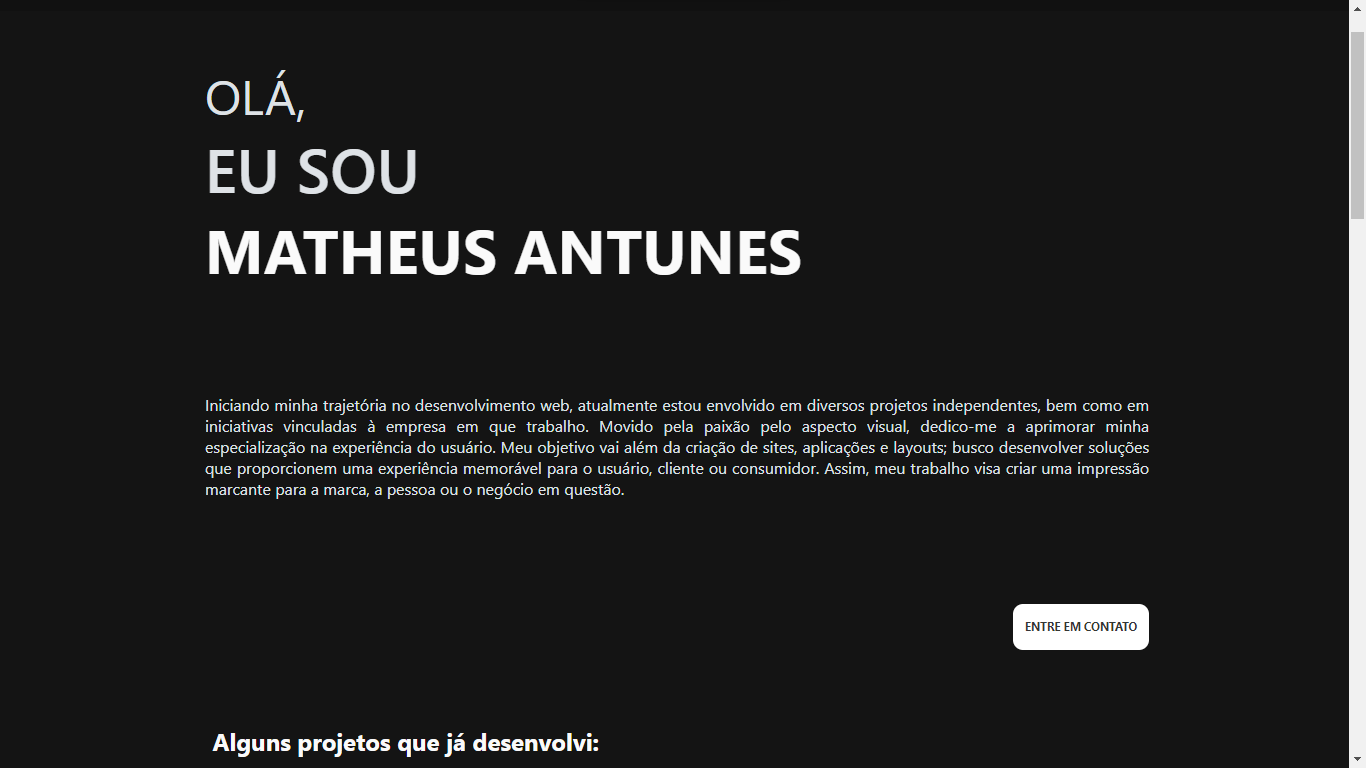 OLÁ,
EU SOU
MATHEUS ANTUNES
Iniciando minha trajetória no desenvolvimento web, atualmente estou envolvido em diversos projetos independentes, bem como em
iniciativas vinculadas à empresa em que trabalho. Movido pela paixão pelo aspecto visual, dedico-me a aprimorar minha
especialização na experiência do usuário. Meu objetivo vai além da criação de sites, aplicações e layouts; busco desenvolver soluções
que proporcionem uma experiência memorável para o usuário, cliente ou consumidor. Assim, meu trabalho visa criar uma impressão
marcante para a marca, a pessoa ou o negócio em questão.
ENTRE EM CONTATO
Alguns projetos que já desenvolvi: